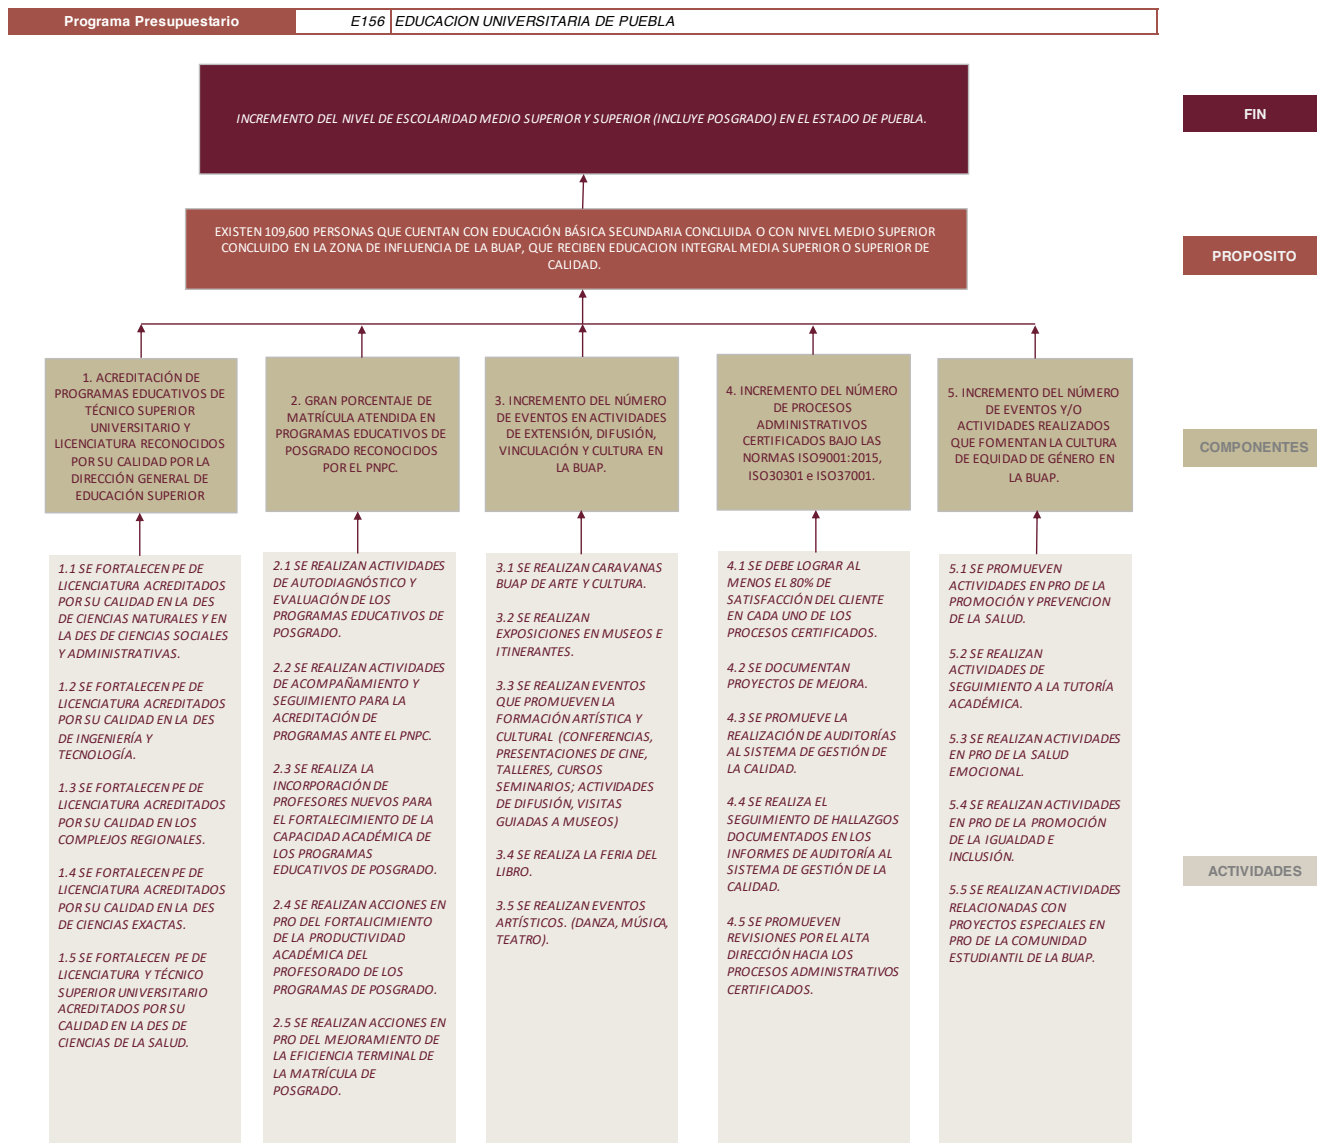 Programa Presupuestario
E156 EDUCACION UNIVERSITARIA DE PUEBLA
INCREMENTO DEL NIVEL DE ESCOLARIDAD MEDIO SUPERIOR Y SUPERIOR (INCLUYE POSGRADO) EN EL ESTADO DE PUEBLA.
FIN
EXISTEN 109,600 PERSONAS QUE CUENTAN CON EDUCACIÓN BÁSICA SECUNDARIA CONCLUIDA O CON NIVEL MEDIO SUPERIOR
CONCLUIDO EN LA ZONA DE INFLUENCIA DE LA BUAP, QUE RECIBEN EDUCACION INTEGRAL MEDIA SUPERIOR O SUPERIOR DE
CALIDAD.
PROPOSITO
1. ACREDITACIÓN DE
PROGRAMAS EDUCATIVOS DE
TÉCNICO SUPERIOR
UNIVERSITARIO Y
LICENCIATURA RECONOCIDOS
POR SU CALIDAD POR LA
DIRECCIÓN GENERAL DE
EDUCACIÓN SUPERIOR
2. GRAN PORCENTAJE DE
MATRÍCULA ATENDIDA EN
PROGRAMAS EDUCATIVOS DE
POSGRADO RECONOCIDOS
POR EL PNPC.
3. INCREMENTO DEL NÚMERO
DE EVENTOS EN ACTIVIDADES
DE EXTENSIÓN, DIFUSIÓN,
VINCULACIÓN Y CULTURA EN
LA BUAP.
4. INCREMENTO DEL NÚMERO
DE PROCESOS
ADMINISTRATIVOS
CERTIFICADOS BAJO LAS
NORMAS ISO9001:2015,
ISO30301 e ISO37001.
5. INCREMENTO DEL NÚMERO
DE EVENTOS Y/O
ACTIVIDADES REALIZADOS
QUE FOMENTAN LA CULTURA
DE EQUIDAD DE GÉNERO EN
LA BUAP.
COMPONENTES
1.1 SE FORTALECEN PE DE
LICENCIATURA ACREDITADOS
POR SU CALIDAD EN LA DES
DE CIENCIAS NATURALES Y EN
LA DES DE CIENCIAS SOCIALES
Y ADMINISTRATIVAS.
1.2 SE FORTALECEN PE DE
LICENCIATURA ACREDITADOS
POR SU CALIDAD EN LA DES
DE INGENIERÍA Y
TECNOLOGÍA.
1.3 SE FORTALECEN PE DE
LICENCIATURA ACREDITADOS
POR SU CALIDAD EN LOS
COMPLEJOS REGIONALES.
1.4 SE FORTALECEN PE DE
LICENCIATURA ACREDITADOS
POR SU CALIDAD EN LA DES
DE CIENCIAS EXACTAS.
1.5 SE FORTALECEN PE DE
LICENCIATURA Y TÉCNICO
SUPERIOR UNIVERSITARIO
ACREDITADOS POR SU
CALIDAD EN LA DES DE
CIENCIAS DE LA SALUD.
2.1 SE REALIZAN ACTIVIDADES
DE AUTODIAGNÓSTICO Y
EVALUACIÓN DE LOS
PROGRAMAS EDUCATIVOS DE
POSGRADO.
2.2 SE REALIZAN ACTIVIDADES
DE ACOMPAÑAMIENTO Y
SEGUIMIENTO PARA LA
ACREDITACIÓN DE
PROGRAMAS ANTE EL PNPC.
2.3 SE REALIZA LA
INCORPORACIÓN DE
PROFESORES NUEVOS PARA
EL FORTALECIMIENTO DE LA
CAPACIDAD ACADÉMICA DE
LOS PROGRAMAS
EDUCATIVOS DE POSGRADO.
2.4 SE REALIZAN ACCIONES EN
PRO DEL FORTALICIMIENTO
DE LA PRODUCTIVIDAD
ACADÉMICA DEL
PROFESORADO DE LOS
PROGRAMAS DE POSGRADO.
2.5 SE REALIZAN ACCIONES EN
PRO DEL MEJORAMIENTO DE
LA EFICIENCIA TERMINAL DE
LA MATRÍCULA DE
POSGRADO.
3.1 SE REALIZAN CARAVANAS
BUAP DE ARTE Y CULTURA.
3.2 SE REALIZAN
EXPOSICIONES EN MUSEOS E
ITINERANTES.
3.3 SE REALIZAN EVENTOS
QUE PROMUEVEN LA
FORMACIÓN ARTÍSTICA Y
CULTURAL (CONFERENCIAS,
PRESENTACIONES DE CINE,
TALLERES, CURSOS
SEMINARIOS; ACTIVIDADES
DE DIFUSIÓN, VISITAS
GUIADAS A MUSEOS)
3.4 SE REALIZA LA FERIA DEL
LIBRO.
3.5 SE REALIZAN EVENTOS
ARTÍSTICOS. (DANZA, MÚSICA,
TEATRO).
4.1 SE DEBE LOGRAR AL
MENOS EL 80% DE
SATISFACCIÓN DEL CLIENTE
EN CADA UNO DE LOS
PROCESOS CERTIFICADOS.
4.2 SE DOCUMENTAN
PROYECTOS DE MEJORA.
4.3 SE PROMUEVE LA
REALIZACIÓN DE AUDITORÍAS
AL SISTEMA DE GESTIÓN DE
LA CALIDAD.
4.4 SE REALIZA EL
SEGUIMIENTO DE HALLAZGOS
DOCUMENTADOS EN LOS
INFORMES DE AUDITORÍA AL
SISTEMA DE GESTIÓN DE LA
CALIDAD.
4.5 SE PROMUEVEN
REVISIONES POR EL ALTA
DIRECCIÓN HACIA LOS
PROCESOS ADMINISTRATIVOS
CERTIFICADOS.
5.1 SE PROMUEVEN
ACTIVIDADES EN PRO DE LA
PROMOCIÓN Y PREVENCION
DE LA SALUD.
5.2 SE REALIZAN
ACTIVIDADES DE
SEGUIMIENTO A LA TUTORÍA
ACADÉMICA.
5.3 SE REALIZAN ACTIVIDADES
EN PRO DE LA SALUD
EMOCIONAL.
5.4 SE REALIZAN ACTIVIDADES
EN PRO DE LA PROMOCIÓN
DE LA IGUALDAD E
INCLUSIÓN.
5.5 SE REALIZAN ACTIVIDADES
RELACIONADAS CON
PROYECTOS ESPECIALES EN
PRO DE LA COMUNIDAD
ESTUDIANTIL DE LA BUAP.
ACTIVIDADES